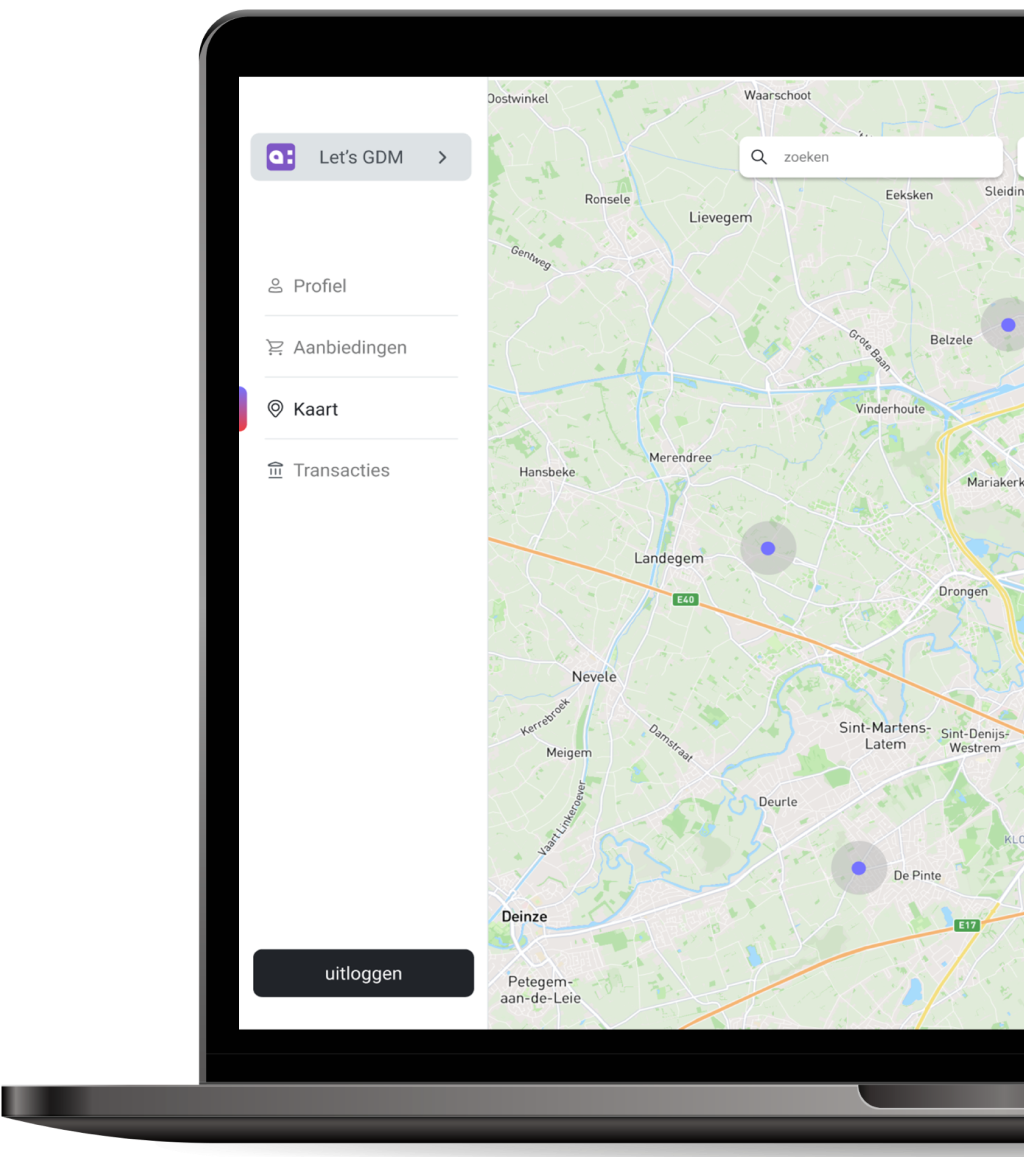 a:
Let's GDM
Profiel
Aanbiedingen
Kaart
Transacties
uitloggen
Oostwinkel
Waarschoot
zoeken
Ronsele
Eeksken
Sleidin
Lievegem
Gentweg
Grote Baan
Belzele
Vinderhoute
Merendree
Hansbeke
Mariakerk
Landegem
E40
Drongen
Nevele
Kerrebroek
Damstraat
Sint-Martens-
Latem
Sint-Denijs-
Westrem
Meigem
Vaart Linkeroever
Deurle
KLO
De Pinte
Deinze
E17
Petegem-
aan-de-Leie